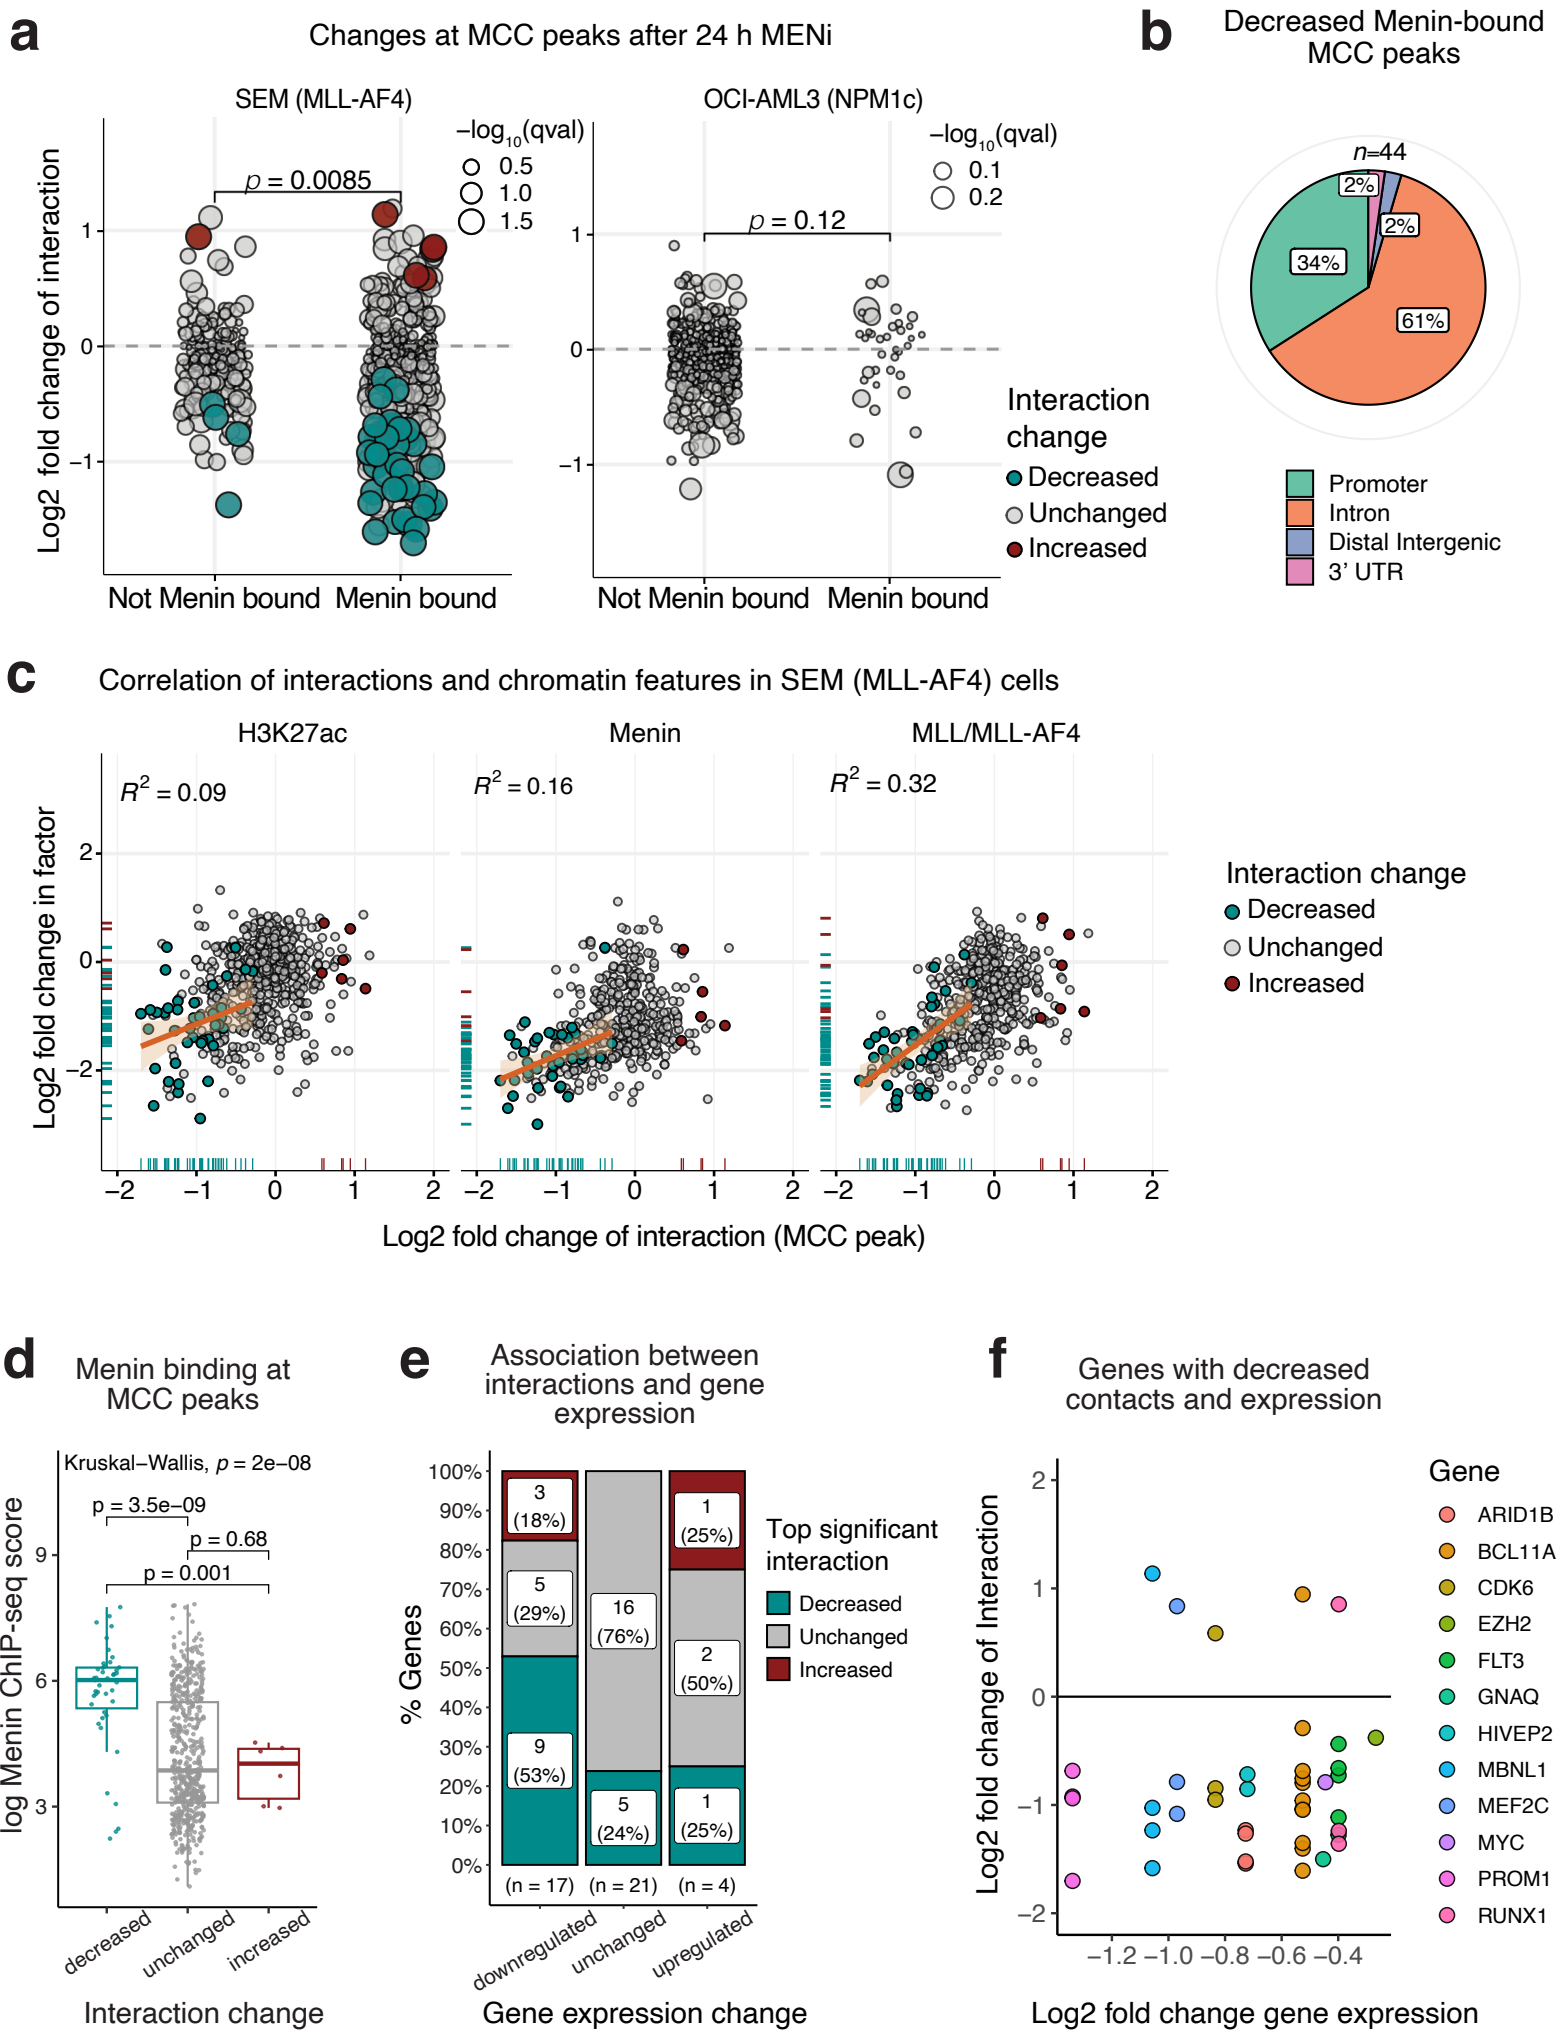 a
Changes at MCC peaks after 24 h MENi
SEM (MLL-AF4)
OCI-AML3 (NPM1c)
−log10(qval)
0.5
1.0
1.5
−log10(qval)
0.1
0.2
p = 0.0085
p = 0.12
Log2 fold change of interaction
1
0
−1
1
0
−1
Not Menin bound
Menin bound
Not Menin bound
Menin bound
Interaction
change
Decreased
Unchanged
Increased
b
Decreased Menin-bound
MCC peaks
n=44
2%
2%
34%
61%
Promoter
Intron
Distal Intergenic
3’ UTR
c
Correlation of interactions and chromatin features in SEM (MLL-AF4) cells
H3K27ac
Menin
MLL/MLL-AF4
R2 = 0.09
R2 = 0.16
R2 = 0.32
Log2 fold change in factor
2
0
−2
−2 −1 0 1 2
−2 −1 0 1 2
−2 −1 0 1 2
Log2 fold change of interaction (MCC peak)
Interaction change
Decreased
Unchanged
Increased
d
Menin binding at
MCC peaks
Kruskal−Wallis, p = 2e−08
p = 3.5e−09
p = 0.68
p = 0.001
log Menin ChIP-seq score
9
6
3
decreased
unchanged
increased
Interaction change
e
Association between
interactions and gene
expression
% Genes
100%
90%
80%
70%
60%
50%
40%
30%
20%
10%
0%
3
(18%)
5
(29%)
9
(53%)
16
(76%)
5
(24%)
1
(25%)
2
(50%)
1
(25%)
(n = 17)
(n = 21)
(n = 4)
downregulated
unchanged
upregulated
Gene expression change
Top significant
interaction
Decreased
Unchanged
Increased
f
Genes with decreased
contacts and expression
Log2 fold change of Interaction
2
1
0
−1
−2
−1.2 −1.0 −0.8 −0.6 −0.4
Log2 fold change gene expression
Gene
ARID1B
BCL11A
CDK6
EZH2
FLT3
GNAQ
HIVEP2
MBNL1
MEF2C
MYC
PROM1
RUNX1